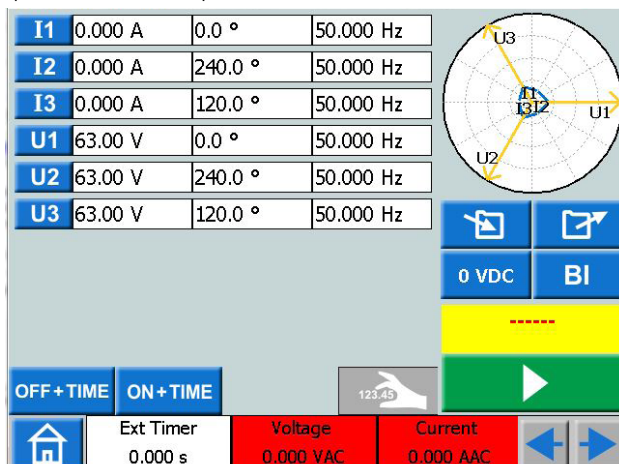 I1 0.000 A 0.0 ° 50.000 Hz
I2 0.000 A 240.0 ° 50.000 Hz
I3 0.000 A 120.0 ° 50.000 Hz
U1 63.00 V 0.0 ° 50.000 Hz
U2 63.00 V 240.0 ° 50.000 Hz
U3 63.00 V 120.0 ° 50.000 Hz
U3
I1
I3 I2
U1
U2
0 VDC BI
------
OFF+TIME ON+TIME 123.45
Ext Timer Voltage Current
0.000 s 0.000 VAC 0.000 AAC